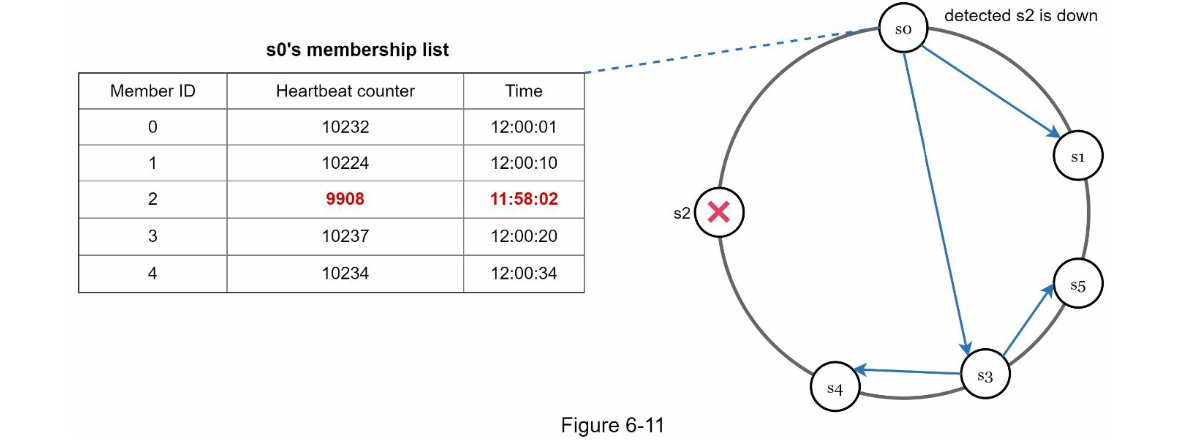 detected s2 is down
s0
s0's membership list
Member ID Heartbeat counter Time
0 10232 12:00:01
1 10224 12:00:10
2 9908 11:58:02
3 10237 12:00:20
4 10234 12:00:34
s1
s2
s5
s3
s4
Figure 6-11